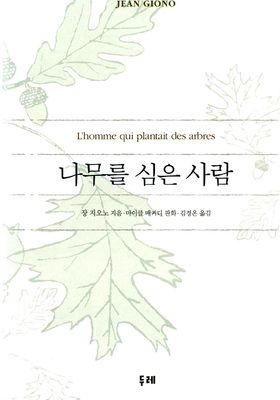 JEAN GIONO
L'homme qui plantait des arbres
나무를 심은 사람
장 지오노 지음·마이클 매커디 판화·김경온 옮김
두레